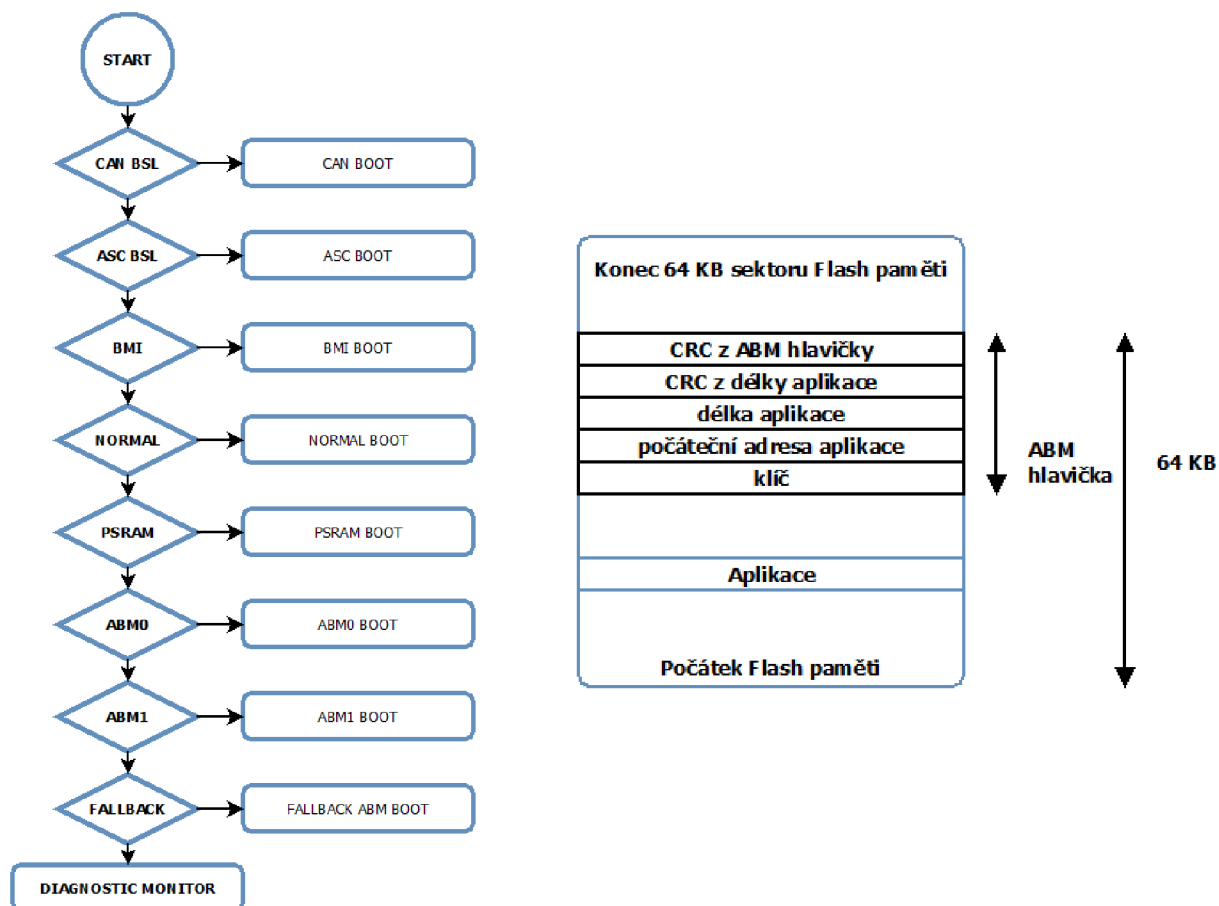 START
CAN BSL
CAN BOOT
ASC BSL
ASC BOOT
BMI
BMI BOOT
NORMAL
NORMAL BOOT
PSRAM
PSRAM BOOT
ABM0
ABM0 BOOT
ABM1
ABM1 BOOT
FALLBACK
FALLBACK ABM BOOT
DIAGNOSTIC MONITOR
Konec 64 KB sektoru Flash paměti
CRC z ABM hlavičky
CRC z délky aplikace
délka aplikace
počáteční adresa aplikace
klíč
Aplikace
Počátek Flash paměti
ABM
hlavička
64 KB